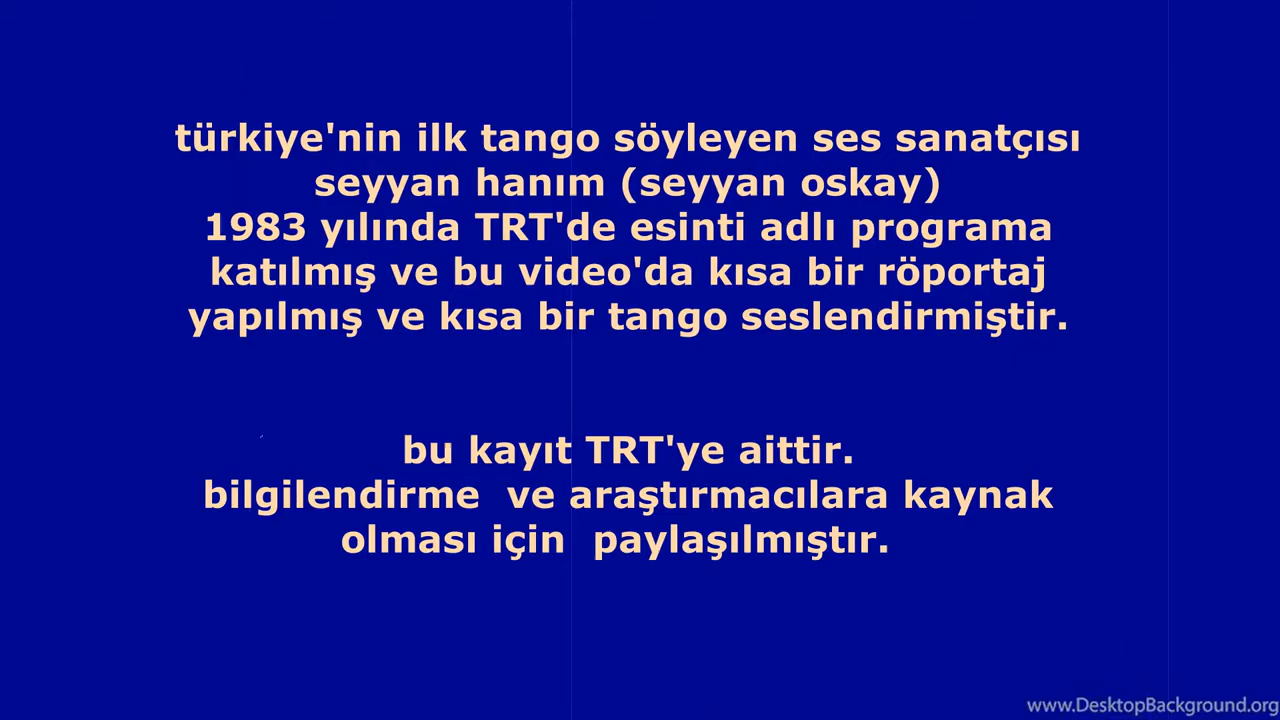 türkiye'nin ilk tango söyleyen ses sanatçısı
seyyan hanım (seyyan oskay)
1983 yılında TRT'de esinti adlı programa
katılmış ve bu video'da kısa bir röportaj
yapılmış ve kısa bir tango seslendirmiştir.
bu kayıt TRT'ye aittir.
bilgilendirme  ve araştırmacılara kaynak
olması için  paylaşılmıştır.
www.DesktopBackground.org